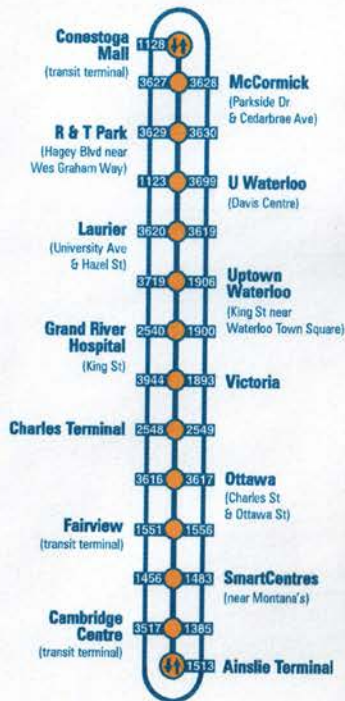 Conestoga
Mall
(transit terminal)
1128
3627 3628
McCormick
(Parkside Dr
& Cedarbrae Ave)
R & T Park
(Hagey Blvd near
Wes Graham Way)
3629 3630
1123 3699
U Waterloo
(Davis Centre)
Laurier
(University Ave
& Hazel St)
3620 3619
3719 1906
Uptown
Waterloo
(King St near
Waterloo Town Square)
Grand River
Hospital
(King St)
2540 1900
3944 1893
Victoria
Charles Terminal
2548 2549
3616 3617
Ottawa
(Charles St
& Ottawa St)
Fairview
(transit terminal)
1551 1556
1456 1483
SmartCentres
(near Montana's)
Cambridge
Centre
(transit terminal)
3517 1385
1513
Ainslie Terminal